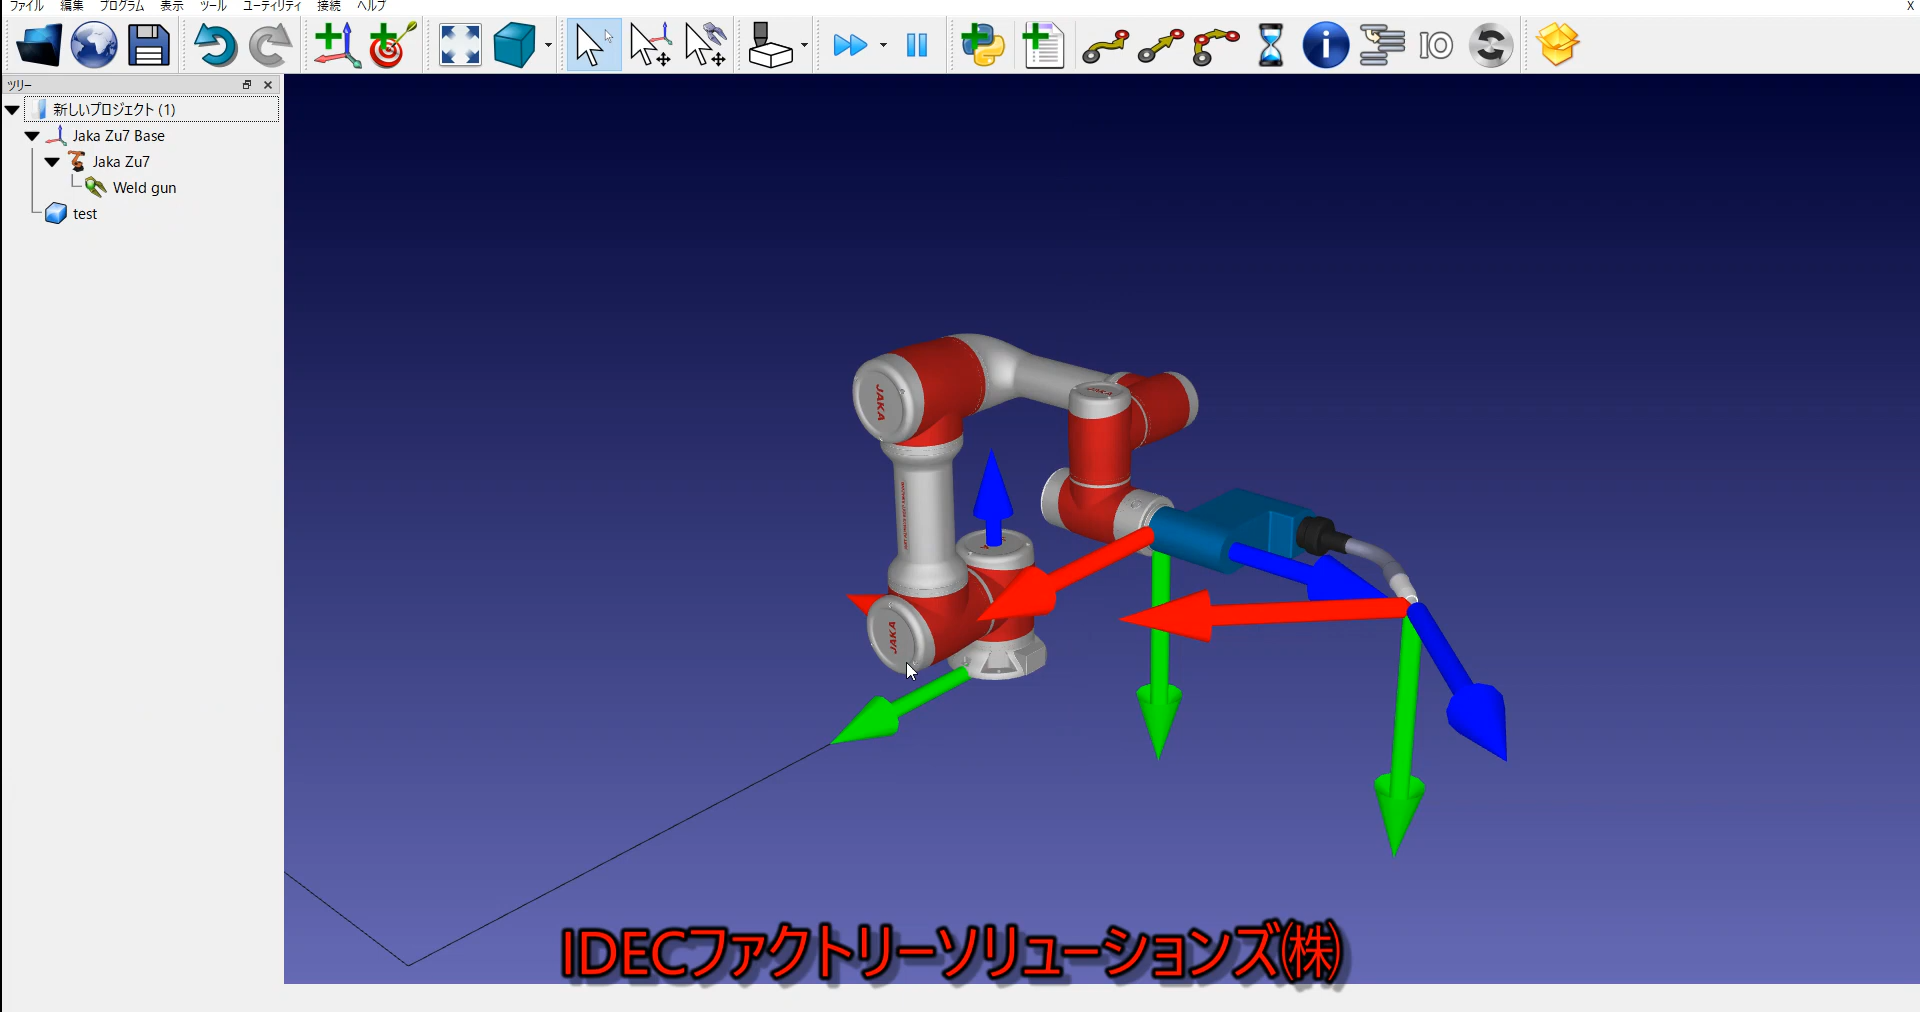 ファイル 編集 プログラム 表示 ツール ユーティリティ 接続 ヘルプ X
ツリー
新しいプロジェクト (1)
Jaka Zu7 Base
Jaka Zu7
Weld gun
test
IO
JAKA
JAKA
JAKA
IDECファクトリーソリューションズ㈱